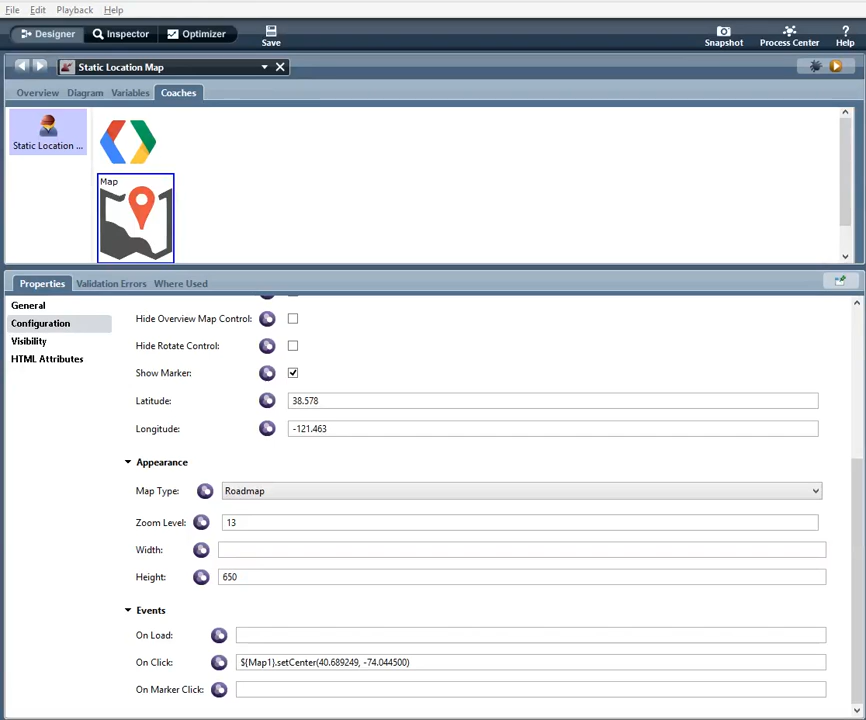 File Edit Playback Help
Designer Inspector Optimizer Save Snapshot Process Center Help
Static Location Map
Overview Diagram Variables Coaches
Static Location ...
Map
Properties Validation Errors Where Used
General
Configuration
Visibility
HTML Attributes
Hide Overview Map Control:
Hide Rotate Control:
Show Marker:
Latitude: 38.578
Longitude: -121.463
Appearance
Map Type: Roadmap
Zoom Level: 13
Width:
Height: 650
Events
On Load:
On Click: ${Map1}.setCenter(40.689249, -74.044500)
On Marker Click: